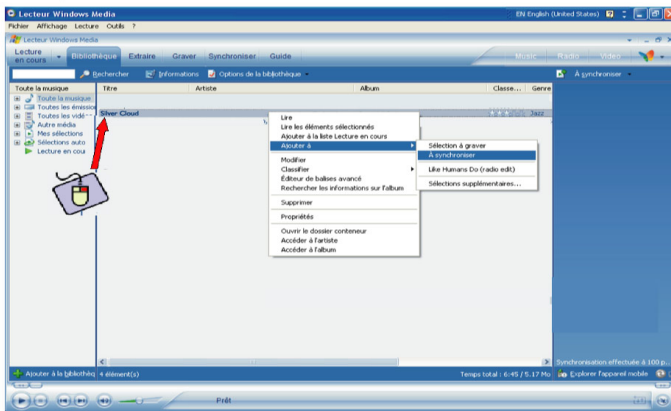 Lecteur Windows Media
EN English (United States)
Fichier Affichage Lecture Outils ?
Lecteur Windows Media
Lecture en cours Bibliothèque Extraire Graver Synchroniser Guide Music Radio Video
Rechercher Informations Options de la bibliothèque À synchroniser
Toute la musique Titre Artiste Album Classe... Genre
Toute la musique
Toutes les émission
Toutes les vidé
Autre média
Mes sélections
Sélections auto
Lecture en cou
Silver Cloud Jazz
Lire
Lire les éléments sélectionnés
Ajouter à la liste Lecture en cours
Ajouter à
Modifier
Classifier
Éditeur de balises avancé
Rechercher les informations sur l'album
Supprimer
Propriétés
Ouvrir le dossier conteneur
Accéder à l'artiste
Accéder à l'album
Sélection à graver
À synchroniser
Like Humans Do (radio edit)
Sélections supplémentaires...
Synchronisation effectuée à 100 p...
Ajouter à la bibliothèq 4 élément(s) Temps total : 6:45 / 5.17 Mo Explorer l'appareil mobile
Prêt